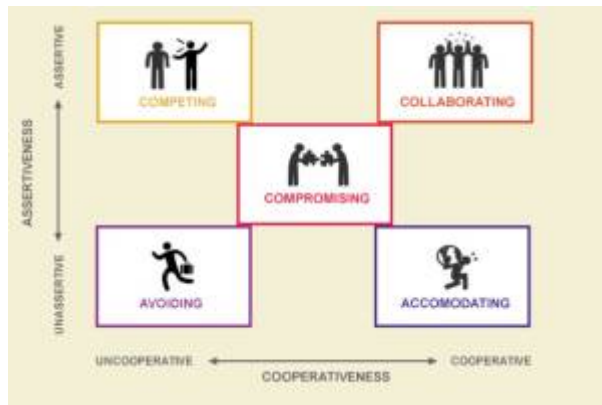 ASSERTIVE
ASSERTIVENESS
UNASSERTIVE
COMPETING
COLLABORATING
COMPROMISING
AVOIDING
ACCOMODATING
UNCOOPERATIVE
COOPERATIVE
COOPERATIVENESS